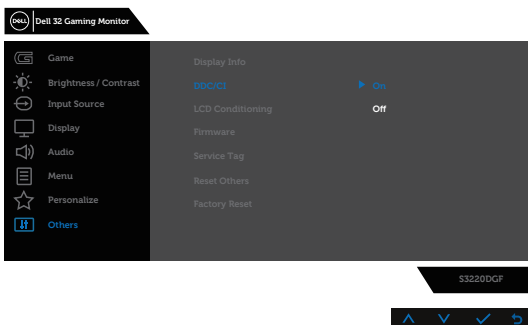 DELL
Dell 32 Gaming Monitor
Game
Brightness / Contrast
Input Source
Display
Audio
Menu
Personalize
Others
Display Info
DDC/CI
On
LCD Conditioning
Off
Firmware
Service Tag
Reset Others
Factory Reset
S3220DGF